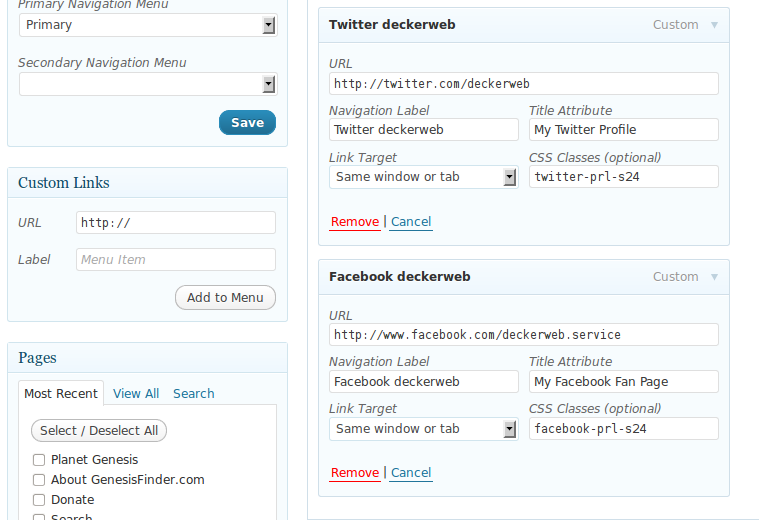 Primary Navigation Menu
Primary
Secondary Navigation Menu
Save
Custom Links
URL http://
Label Menu Item
Add to Menu
Pages
Most Recent View All Search
Select / Deselect All
Planet Genesis
About GenesisFinder.com
Donate
Search
Twitter deckerweb Custom
URL
http://twitter.com/deckerweb
Navigation Label Title Attribute
Twitter deckerweb My Twitter Profile
Link Target CSS Classes (optional)
Same window or tab twitter-prl-s24
Remove | Cancel
Facebook deckerweb Custom
URL
http://www.facebook.com/deckerweb.service
Navigation Label Title Attribute
Facebook deckerweb My Facebook Fan Page
Link Target CSS Classes (optional)
Same window or tab facebook-prl-s24
Remove | Cancel